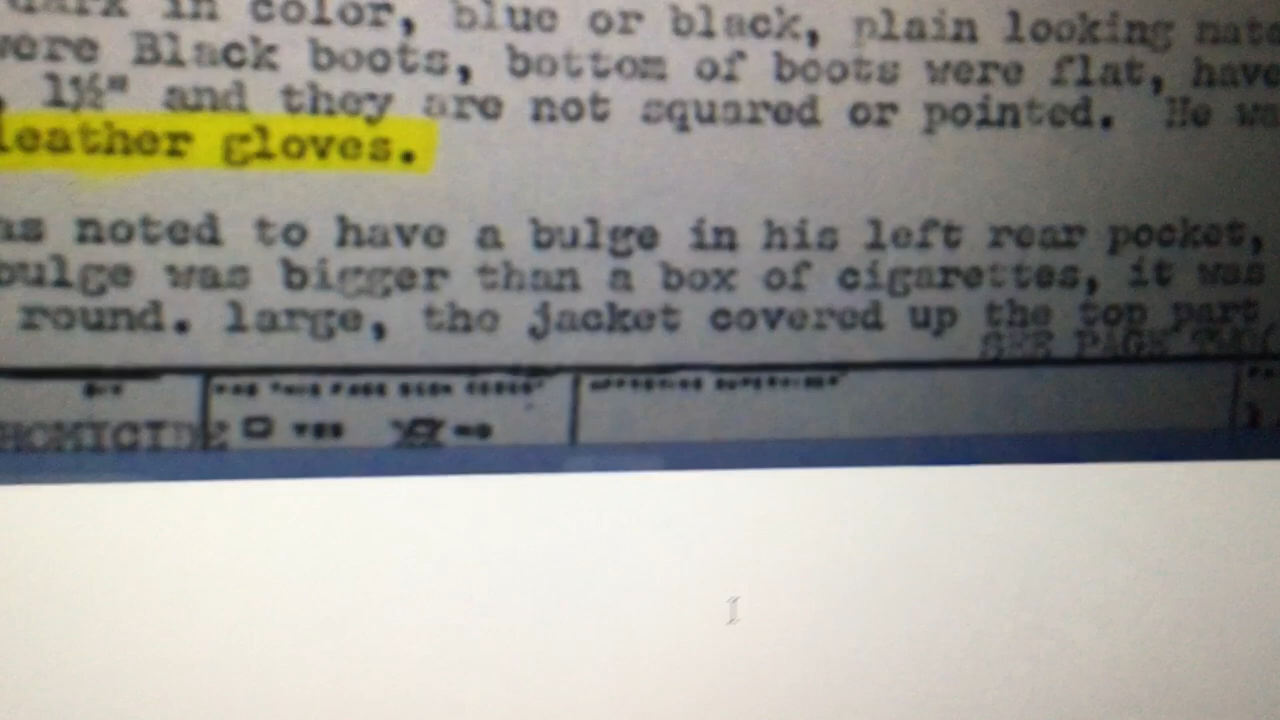 dark in color, blue or black, plain looking
were Black boots, bottom of boots were flat, have
1½" and they are not squared or pointed. He
leather gloves.
as noted to have a bulge in his left rear pocket,
bulge was bigger than a box of cigarettes, it was
round. large, the jacket covered up the top part
SEE PAGE
HOMICIDE YES NO